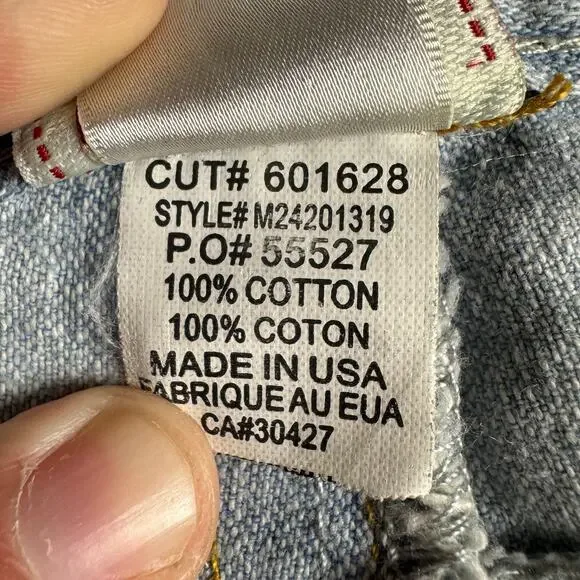 CUT# 601628
STYLE# M24201319
P.O# 55527
100% COTTON
100% COTON
MADE IN USA
FABRIQUE AU EUA
CA#30427